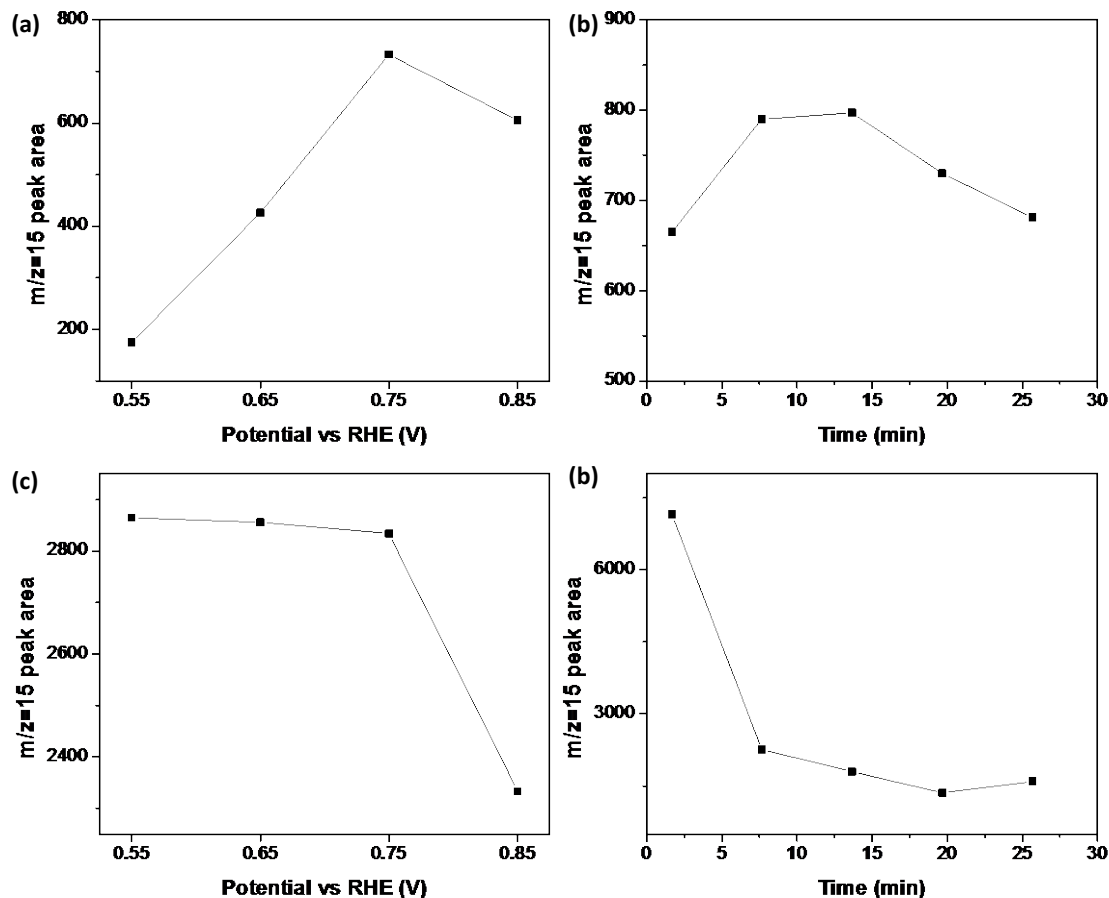 (a)
800
600
400
200
m/z=15 peak area
0.55 0.65 0.75 0.85
Potential vs RHE (V)
(b)
900
800
700
600
500
m/z=15 peak area
0 5 10 15 20 25 30
Time (min)
(c)
2800
2600
2400
m/z=15 peak area
0.55 0.65 0.75 0.85
Potential vs RHE (V)
(b)
6000
3000
m/z=15 peak area
0 5 10 15 20 25 30
Time (min)